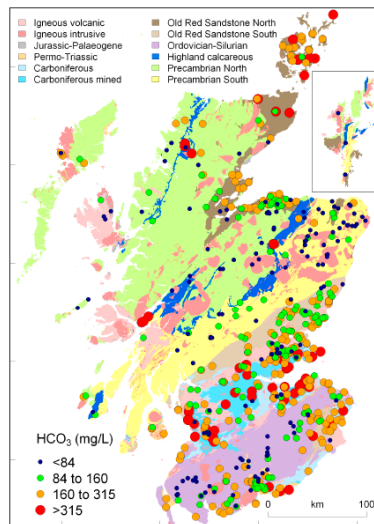 Igneous volcanic
Igneous intrusive
Jurassic-Palaeogene
Permo-Triassic
Carboniferous
Carboniferous mined
Old Red Sandstone North
Old Red Sandstone South
Ordovician-Silurian
Highland calcareous
Precambrian North
Precambrian South
HCO₃ (mg/L)
<84
84 to 160
160 to 315
>315
0 km 100